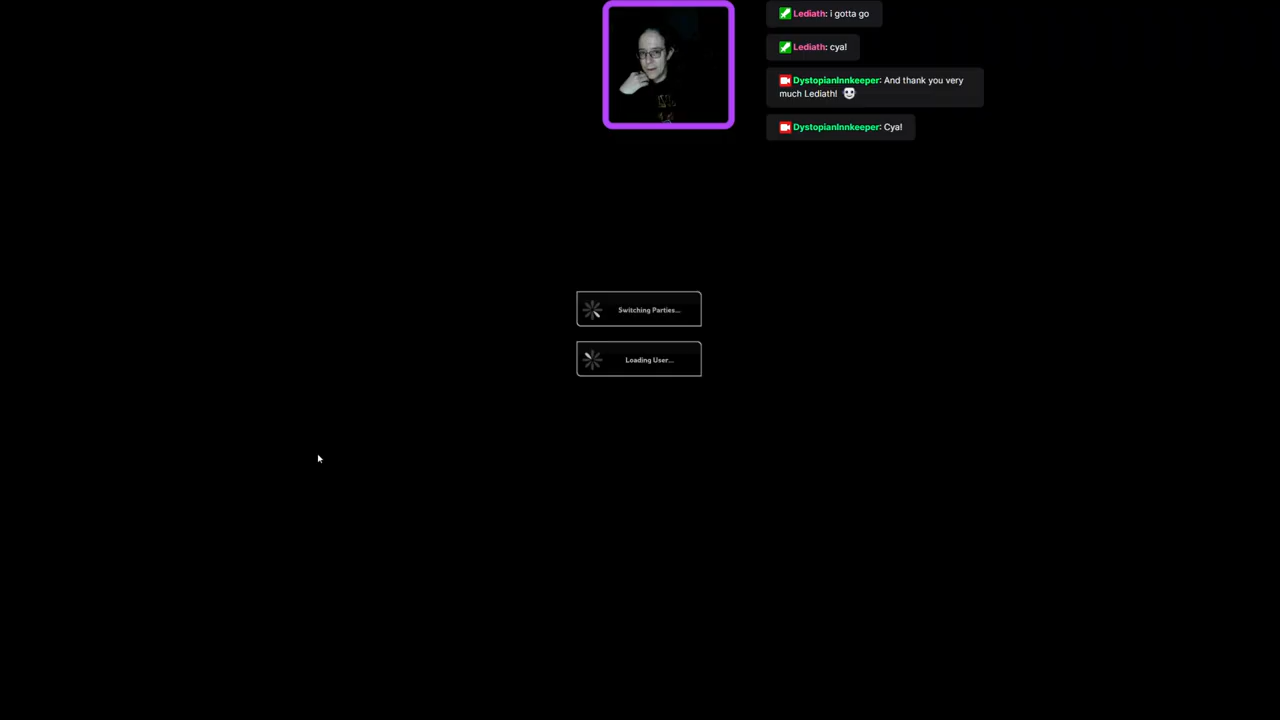 Lediath: i gotta go
Lediath: cya!
DystopianInnkeeper: And thank you very
much Lediath!
DystopianInnkeeper: Cya!
Switching Parties...
Loading User...